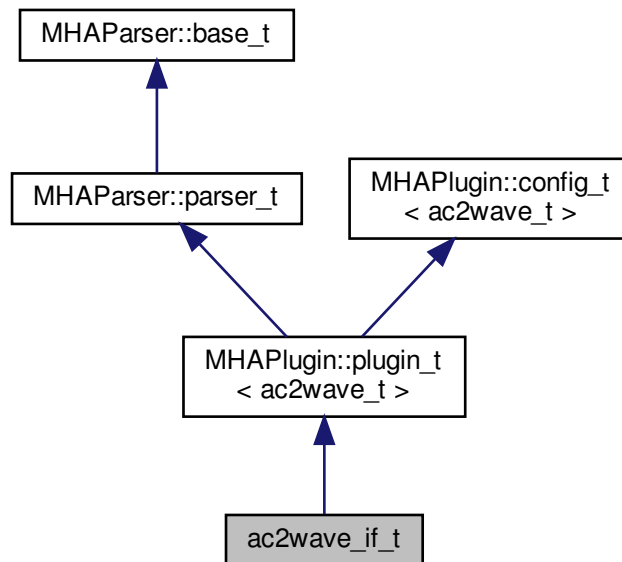 MHAParser::base_t
MHAParser::parser_t
MHAPlugin::config_t
< ac2wave_t >
MHAPlugin::plugin_t
< ac2wave_t >
ac2wave_if_t